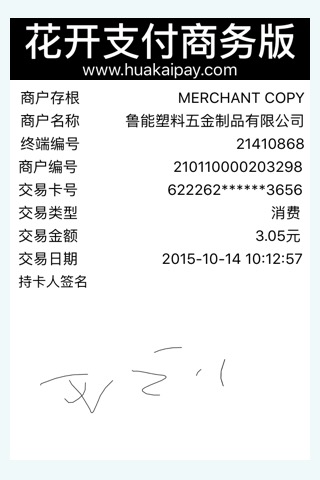 花开支付商务版
www.huakaipay.com
商户存根 MERCHANT COPY
商户名称 鲁能塑料五金制品有限公司
终端编号 21410868
商户编号 210110000203298
交易卡号 622262******3656
交易类型 消费
交易金额 3.05元
交易日期 2015-10-14 10:12:57
持卡人签名